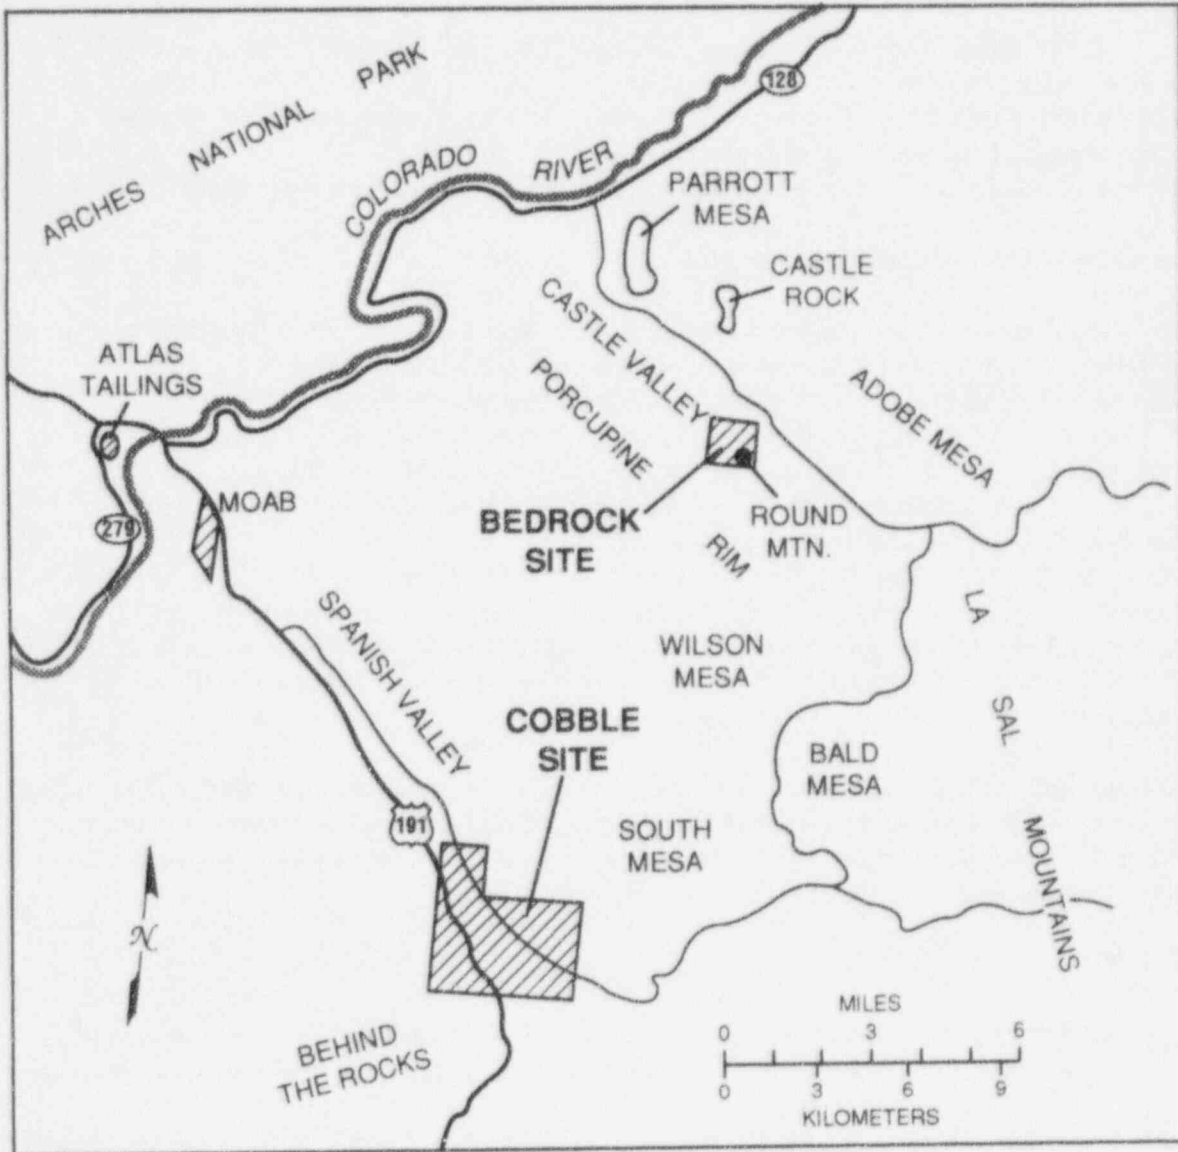 ARCHES NATIONAL PARK
COLORADO RIVER
128
PARROTT
MESA
CASTLE
ROCK
CASTLE VALLEY
ADOBE MESA
ATLAS
TAILINGS
PORCUPINE RIM
279
MOAB
BEDROCK
SITE
ROUND
MTN.
SPANISH VALLEY
WILSON
MESA
LA SAL MOUNTAINS
COBBLE
SITE
BALD
MESA
191
SOUTH
MESA
N
BEHIND
THE ROCKS
MILES
0 3 6
0 3 6 9
KILOMETERS